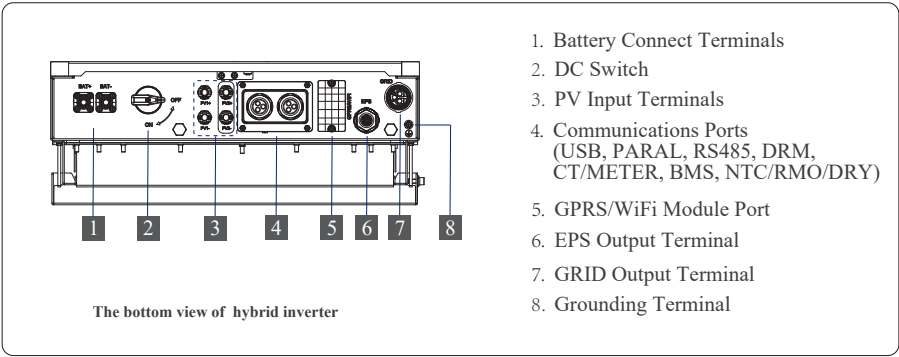 BAT+ BAT-
OFF
ON
PV1+ PV2+
PV1- PV2-
EPS
GRID
1 2 3 4 5 6 7 8
The bottom view of hybrid inverter
1. Battery Connect Terminals
2. DC Switch
3. PV Input Terminals
4. Communications Ports
(USB, PARAL, RS485, DRM,
CT/METER, BMS, NTC/RMO/DRY)
5. GPRS/WiFi Module Port
6. EPS Output Terminal
7. GRID Output Terminal
8. Grounding Terminal